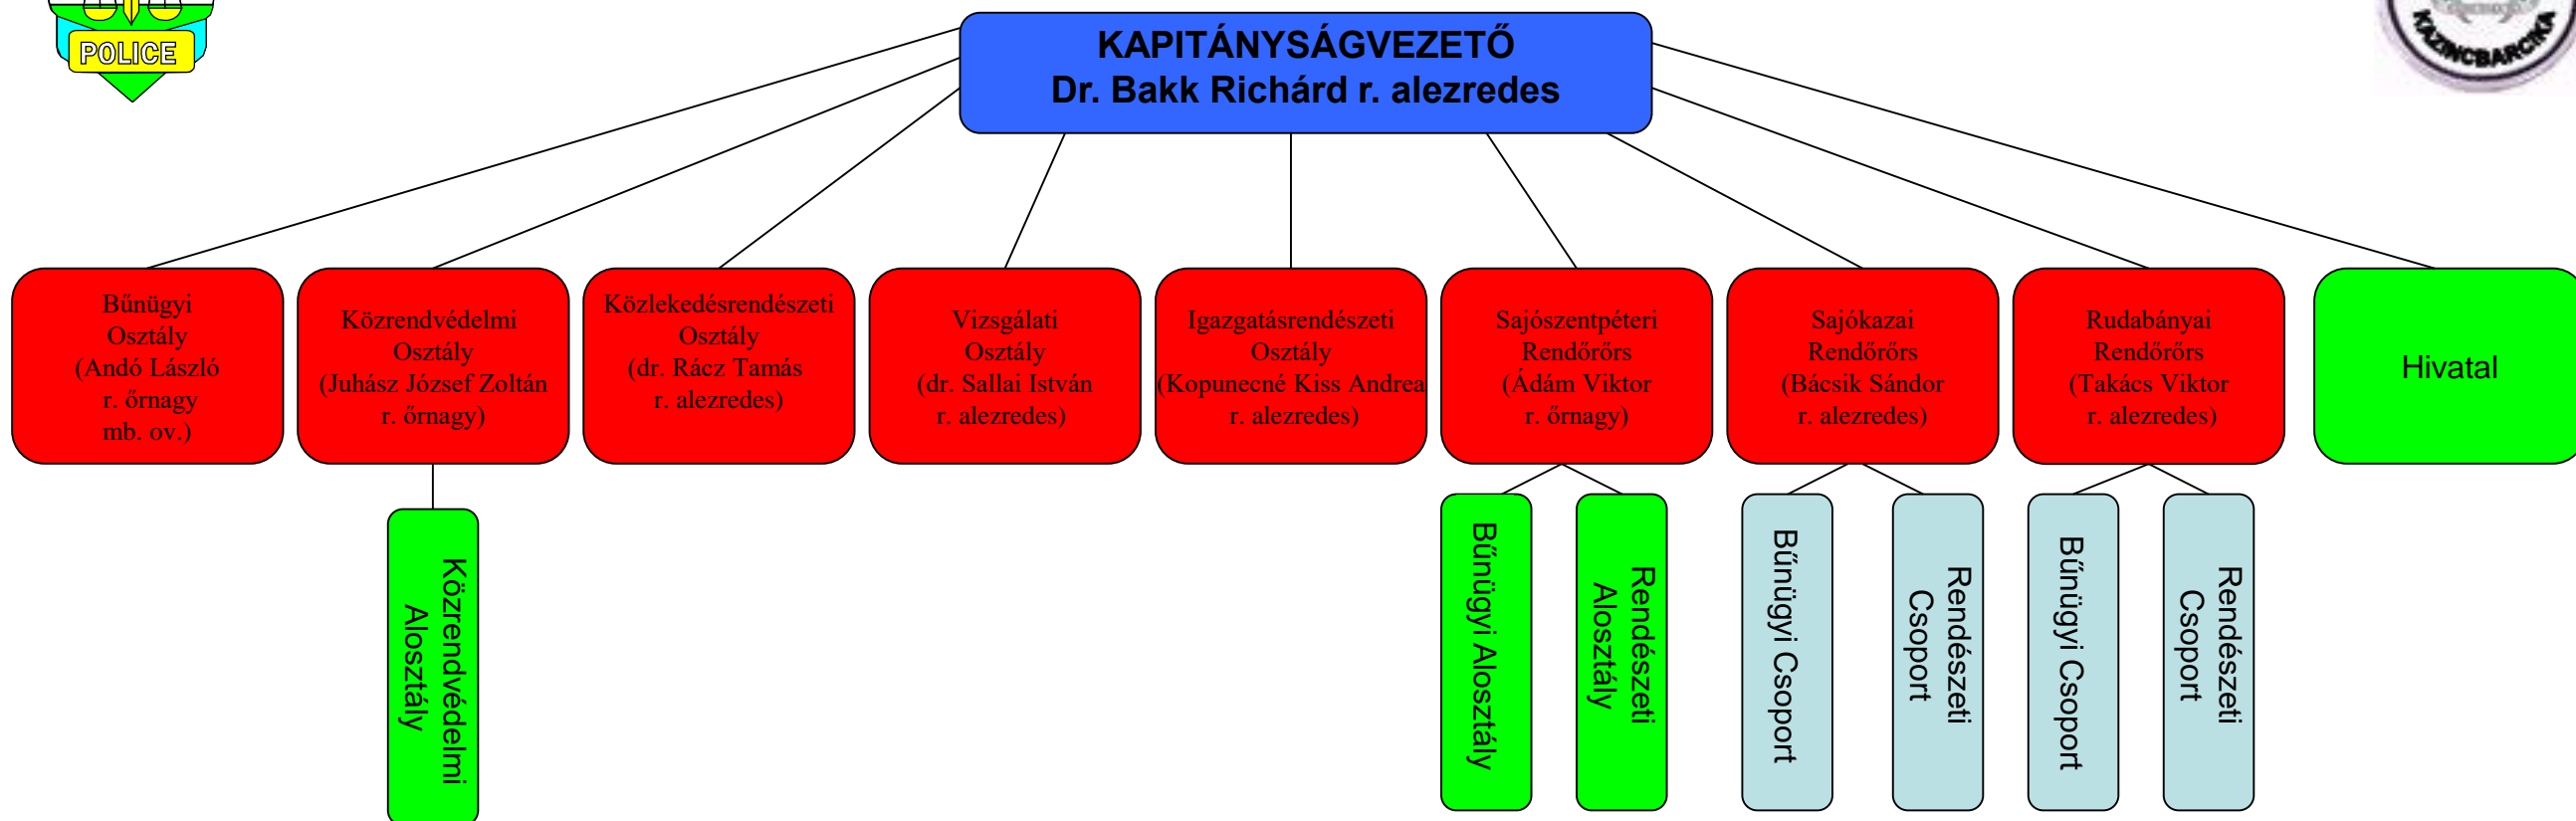 POLICE
KAZINCBARCIKA
KAPITÁNYSÁGVEZETŐ
Dr. Bakk Richárd r. alezredes
Bűnügyi
Osztály
(Andó László
r. őrnagy
mb. ov.)
Közrendvédelmi
Osztály
(Juhász József Zoltán
r. őrnagy)
Közlekedésrendészeti
Osztály
(dr. Rácz Tamás
r. alezredes)
Vizsgálati
Osztály
(dr. Sallai István
r. alezredes)
Igazgatásrendészeti
Osztály
(Kopunecné Kiss Andrea
r. alezredes)
Sajószentpéteri
Rendőrőrs
(Ádám Viktor
r. őrnagy)
Sajókazai
Rendőrőrs
(Bácsik Sándor
r. alezredes)
Rudabányai
Rendőrőrs
(Takács Viktor
r. alezredes)
Hivatal
Közrendvédelmi
Alosztály
Bűnügyi Alosztály
Rendészeti
Alosztály
Bűnügyi Csoport
Rendészeti
Csoport
Bűnügyi Csoport
Rendészeti
Csoport